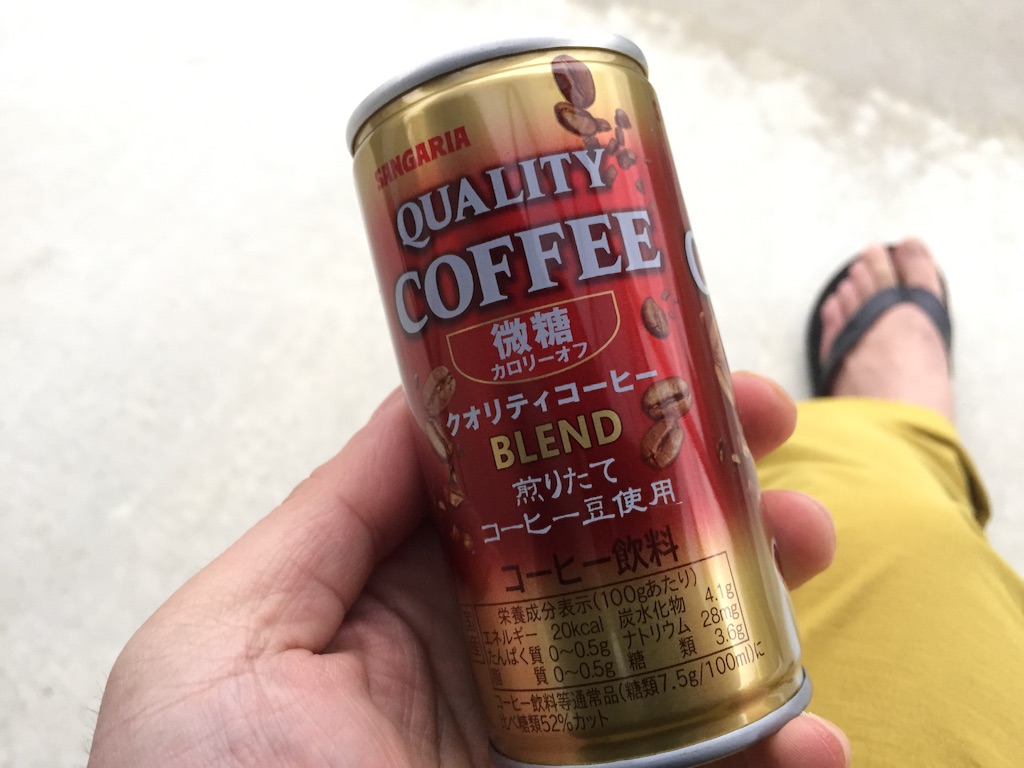 SANGARIA
QUALITY
COFFEE
微糖
カロリーオフ
クオリティコーヒー
BLEND
煎りたて
コーヒー豆使用
コーヒー飲料
栄養成分表示(100gあたり)
エネルギー 20kcal 炭水化物 4.1g
たんぱく質 0～0.5g ナトリウム 28mg
脂質 0～0.5g 糖類 3.6g
コーヒー飲料等通常品(糖類7.5g/100ml)に
比べ糖類52%カット